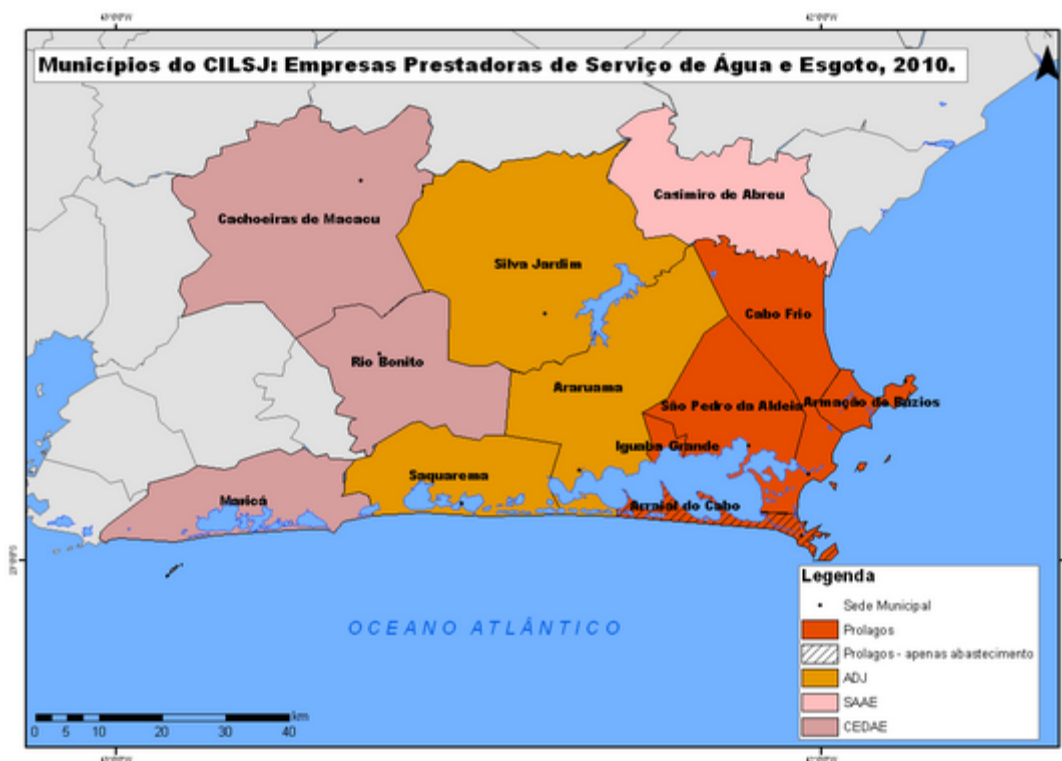 Municípios do CILSJ: Empresas Prestadoras de Serviço de Água e Esgoto, 2010.
Casimiro de Abreu
Cachoeiras de Macacu
Silva Jardim
Cabo Frio
Rio Bonito
Araruama
São Pedro da Aldeia
Armação de Búzios
Iguaba Grande
Saquarema
Maricá
Arraial do Cabo
OCEANO ATLÂNTICO
Legenda
Sede Municipal
Prolagos
Prolagos - apenas abastecimento
ADJ
SAAE
CEDAE
km
0 5 10 20 30 40